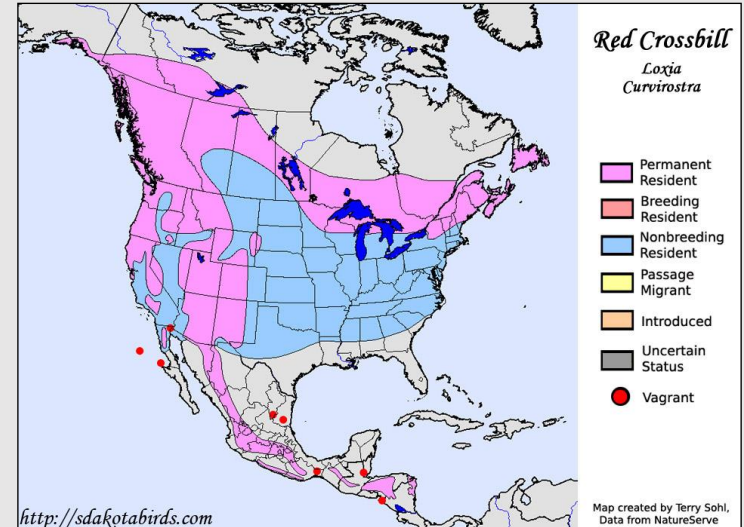 Red Crossbill
Loxia
Curvirostra
Permanent
Resident
Breeding
Resident
Nonbreeding
Resident
Passage
Migrant
Introduced
Uncertain
Status
Vagrant
http://sdakotabirds.com
Map created by Terry Sohl,
Data from NatureServe